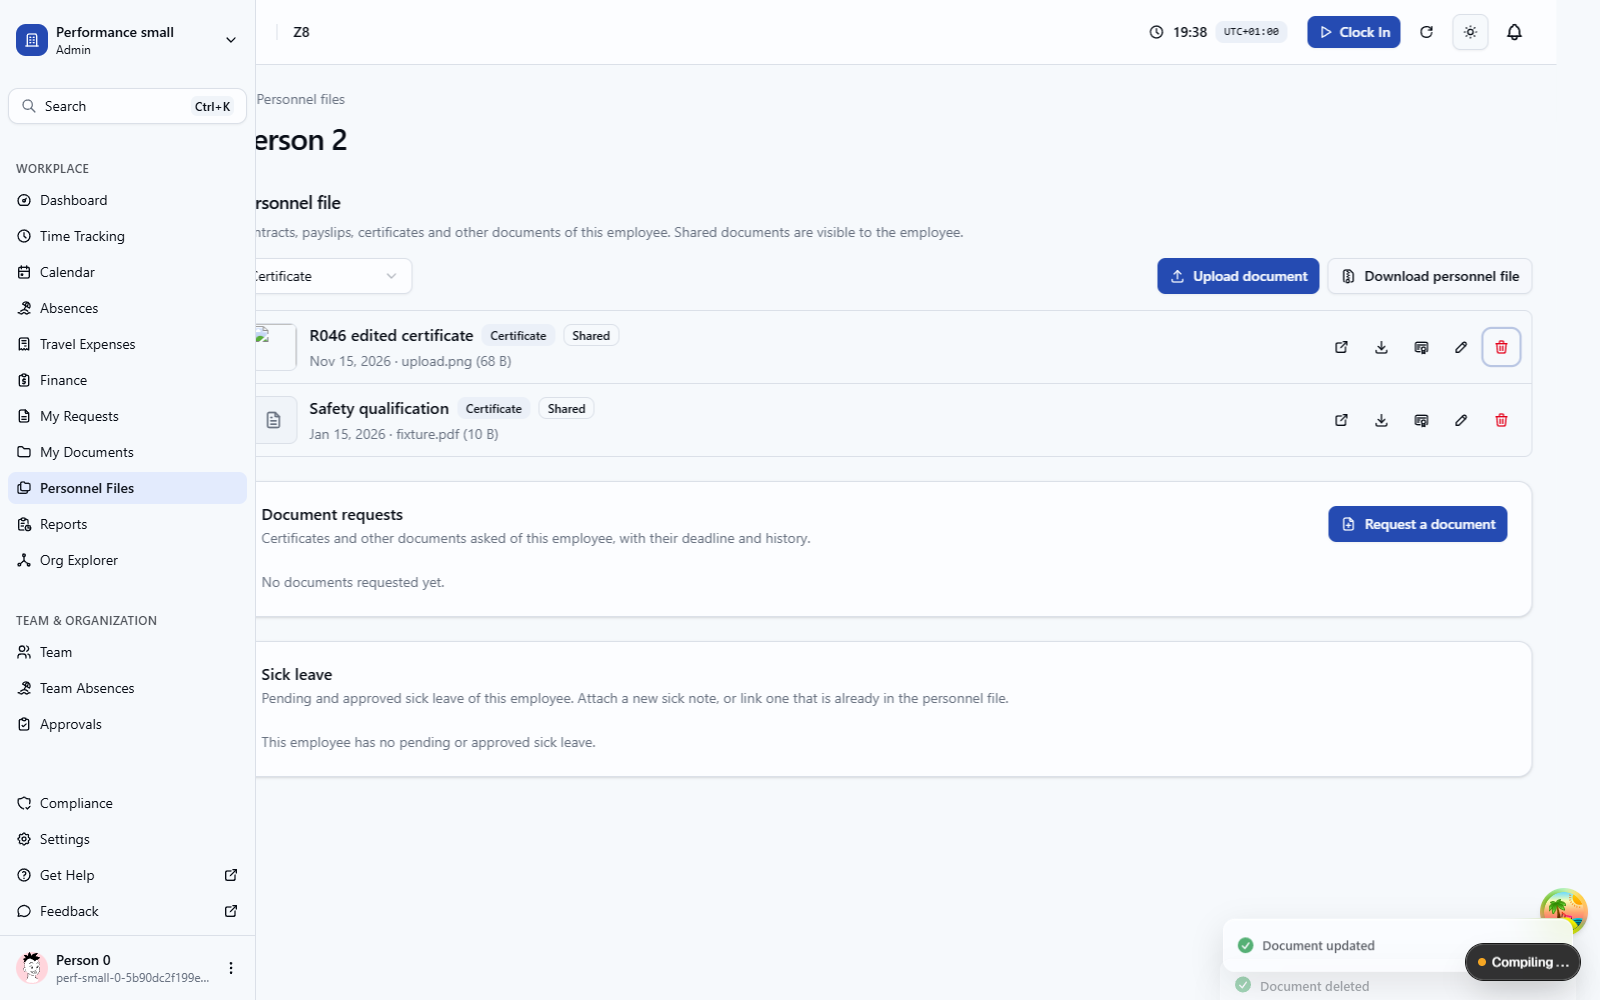 Performance small
Admin
Search Ctrl+K
WORKPLACE
Dashboard
Time Tracking
Calendar
Absences
Travel Expenses
Finance
My Requests
My Documents
Personnel Files
Reports
Org Explorer
TEAM & ORGANIZATION
Team
Team Absences
Approvals
Compliance
Settings
Get Help
Feedback
Person 0
perf-small-0-5b90dc2f199e...
Z8
19:38 UTC+01:00 Clock In
Personnel files
erson 2
rsonnel file
ntracts, payslips, certificates and other documents of this employee. Shared documents are visible to the employee.
Certificate
Upload document Download personnel file
R046 edited certificate Certificate Shared
Nov 15, 2026 · upload.png (68 B)
Safety qualification Certificate Shared
Jan 15, 2026 · fixture.pdf (10 B)
Document requests
Certificates and other documents asked of this employee, with their deadline and history.
Request a document
No documents requested yet.
Sick leave
Pending and approved sick leave of this employee. Attach a new sick note, or link one that is already in the personnel file.
This employee has no pending or approved sick leave.
Document updated
Compiling ...
Document deleted